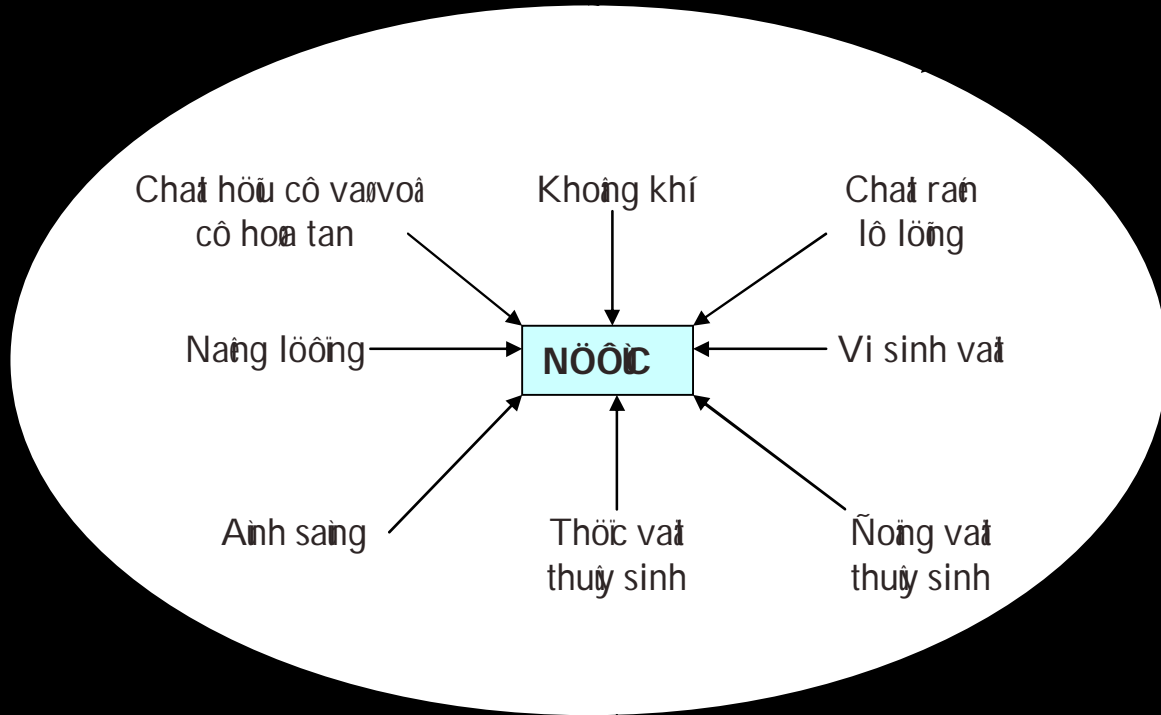 Chaát höõu cô vaø voâ
cô hoøa tan
Khoâng khí
Chaát raén
lô löûng
Naêng löôïng
NÖÔÙC
Vi sinh vaät
AÙnh saùng
Thöïc vaät
thuûy sinh
Ñoäng vaät
thuûy sinh